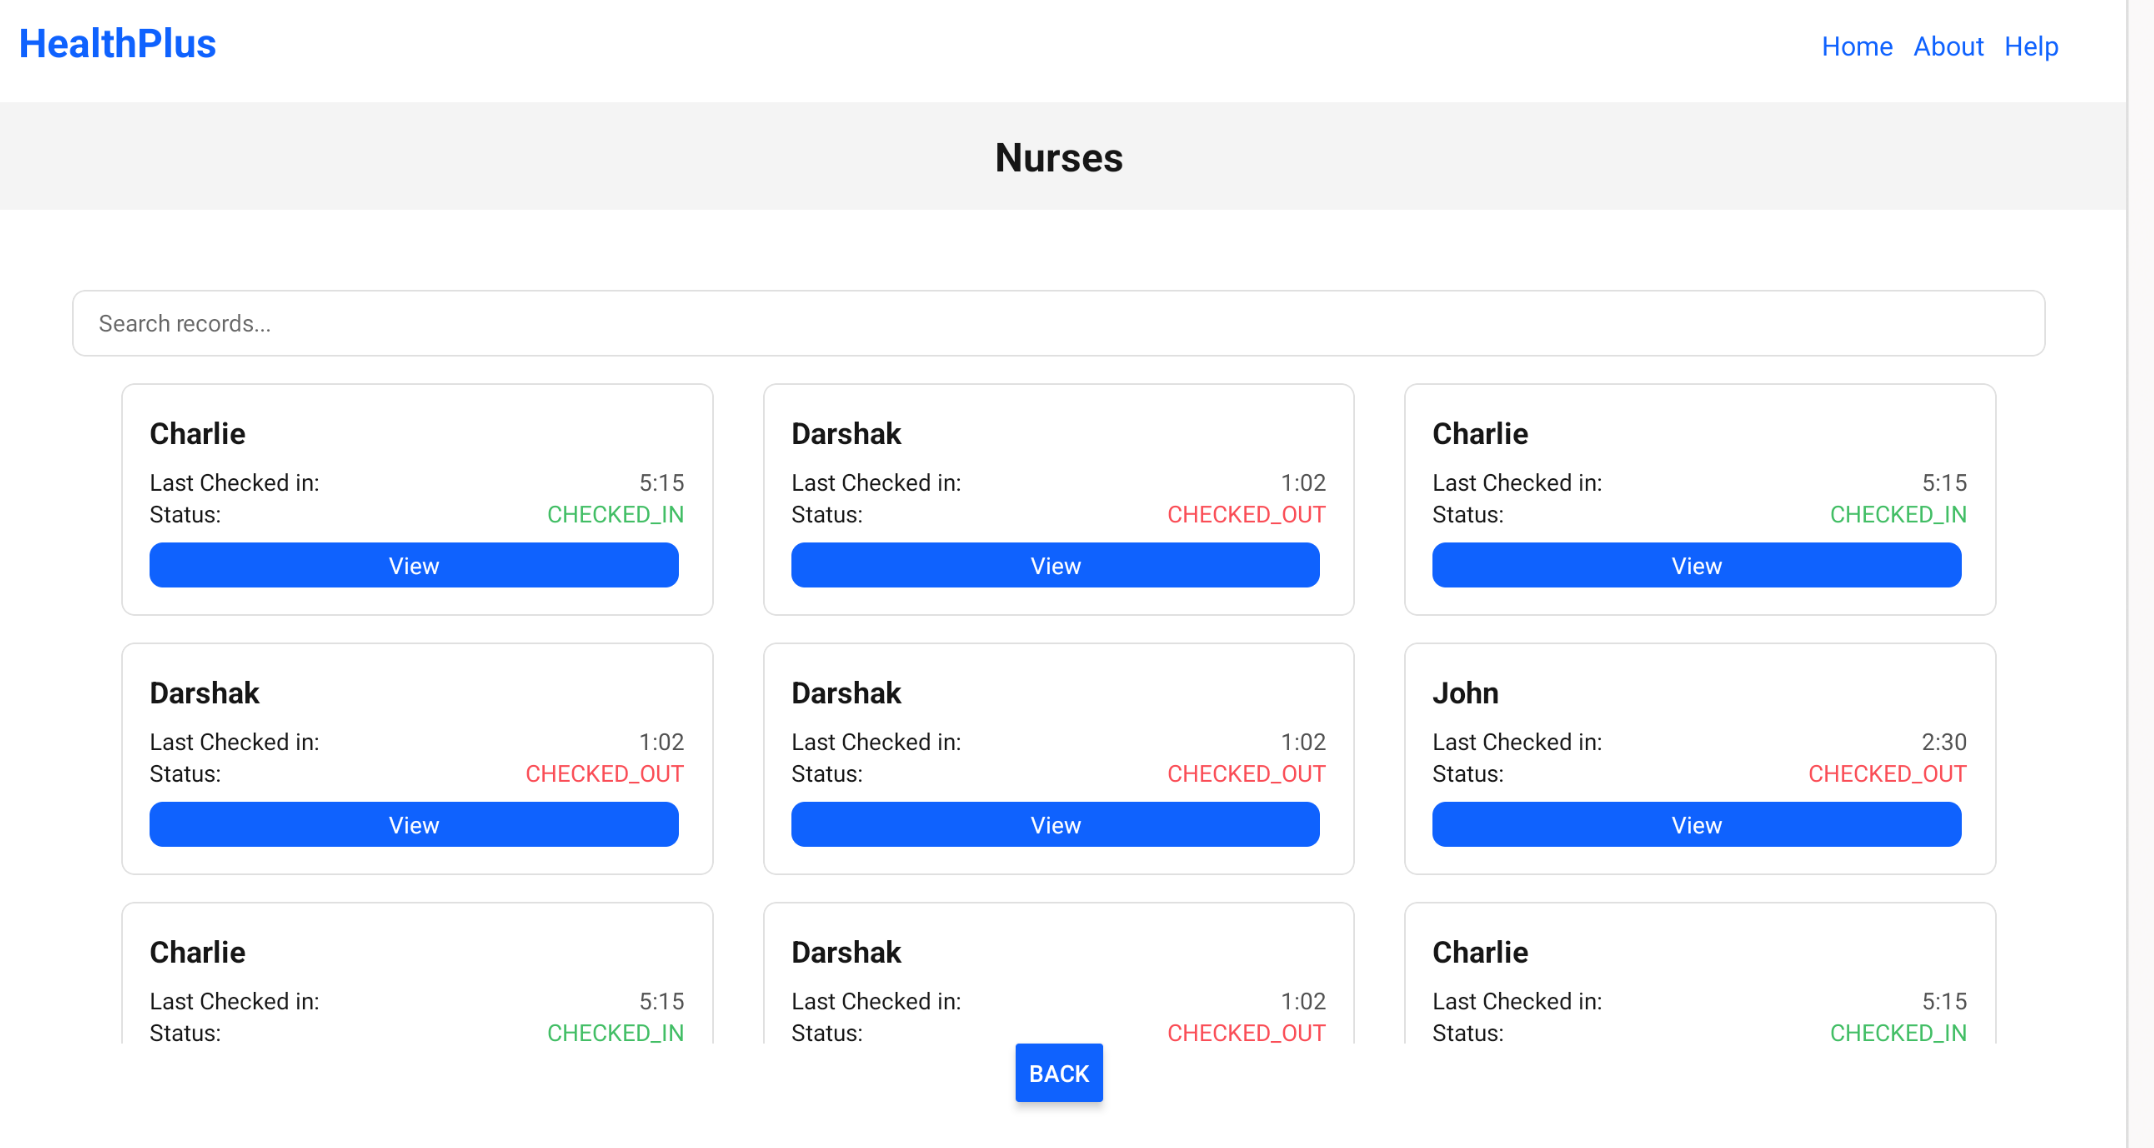 HealthPlus
Home About Help
Nurses
Search records...
Charlie
Last Checked in: 5:15
Status: CHECKED_IN
View
Darshak
Last Checked in: 1:02
Status: CHECKED_OUT
View
Charlie
Last Checked in: 5:15
Status: CHECKED_IN
View
Darshak
Last Checked in: 1:02
Status: CHECKED_OUT
View
Darshak
Last Checked in: 1:02
Status: CHECKED_OUT
View
John
Last Checked in: 2:30
Status: CHECKED_OUT
View
Charlie
Last Checked in: 5:15
Status: CHECKED_IN
Darshak
Last Checked in: 1:02
Status: CHECKED_OUT
Charlie
Last Checked in: 5:15
Status: CHECKED_IN
BACK